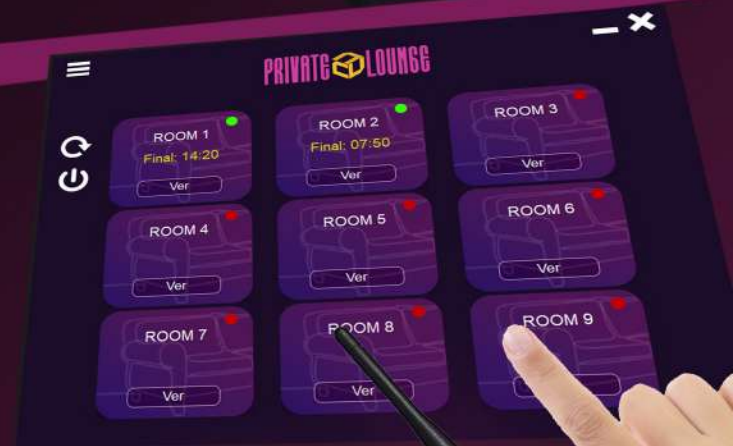 PRIVATE LOUNGE
ROOM 1
Final: 14:20
Ver
ROOM 2
Final: 07:50
Ver
ROOM 3
Ver
ROOM 4
Ver
ROOM 5
Ver
ROOM 6
Ver
ROOM 7
Ver
ROOM 8
Ver
ROOM 9